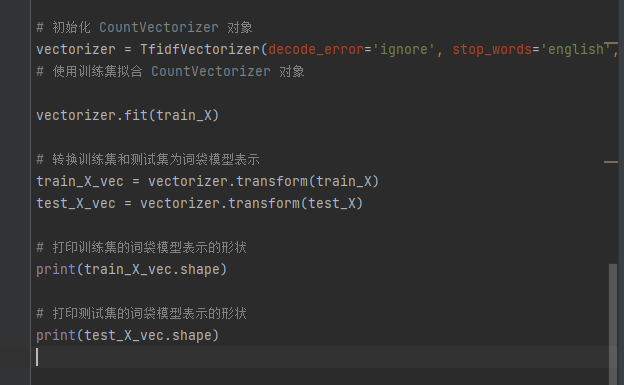 # 初始化 CountVectorizer 对象
vectorizer = TfidfVectorizer(decode_error='ignore', stop_words='english',
# 使用训练集拟合 CountVectorizer 对象
vectorizer.fit(train_X)
# 转换训练集和测试集为词袋模型表示
train_X_vec = vectorizer.transform(train_X)
test_X_vec = vectorizer.transform(test_X)
# 打印训练集的词袋模型表示的形状
print(train_X_vec.shape)
# 打印测试集的词袋模型表示的形状
print(test_X_vec.shape)